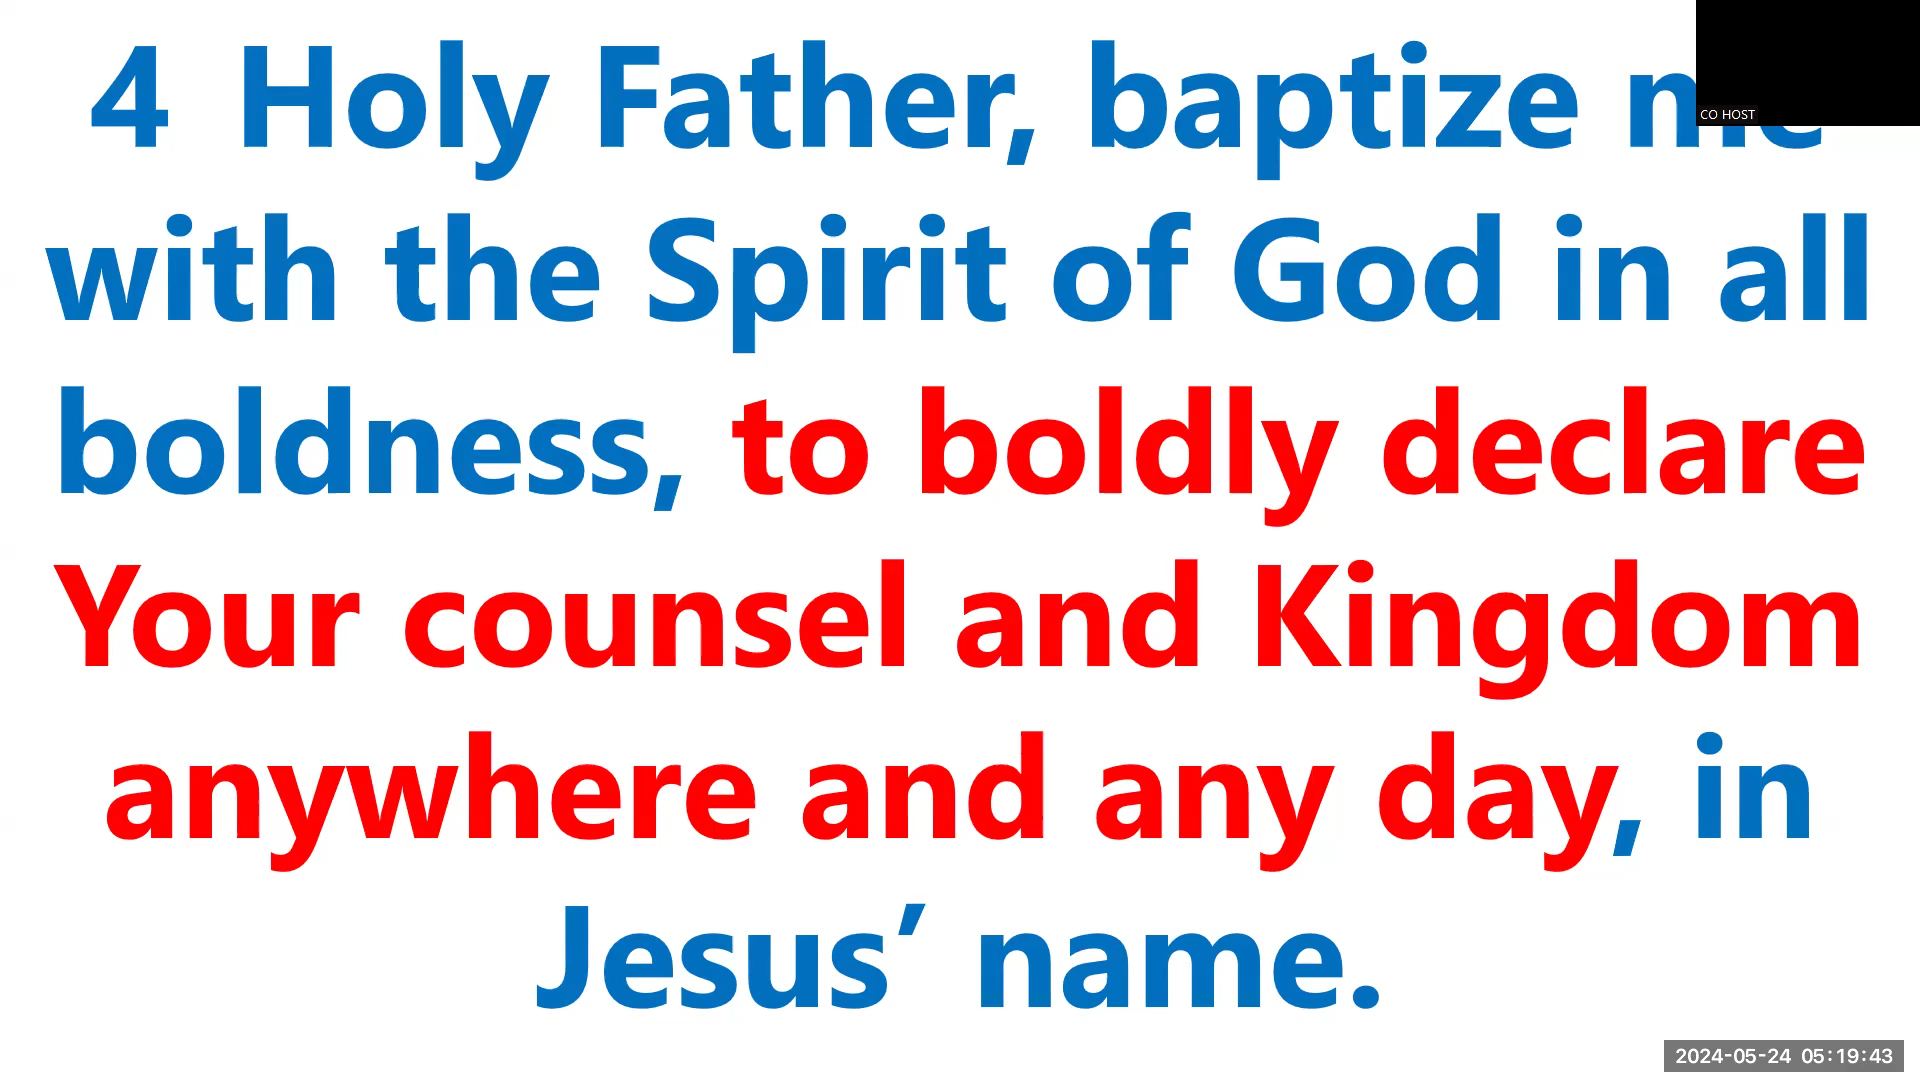 4 Holy Father, baptize me
CO HOST
with the Spirit of God in all
boldness, to boldly declare
Your counsel and Kingdom
anywhere and any day, in
Jesus’ name.
2024-05-24 05:19:43